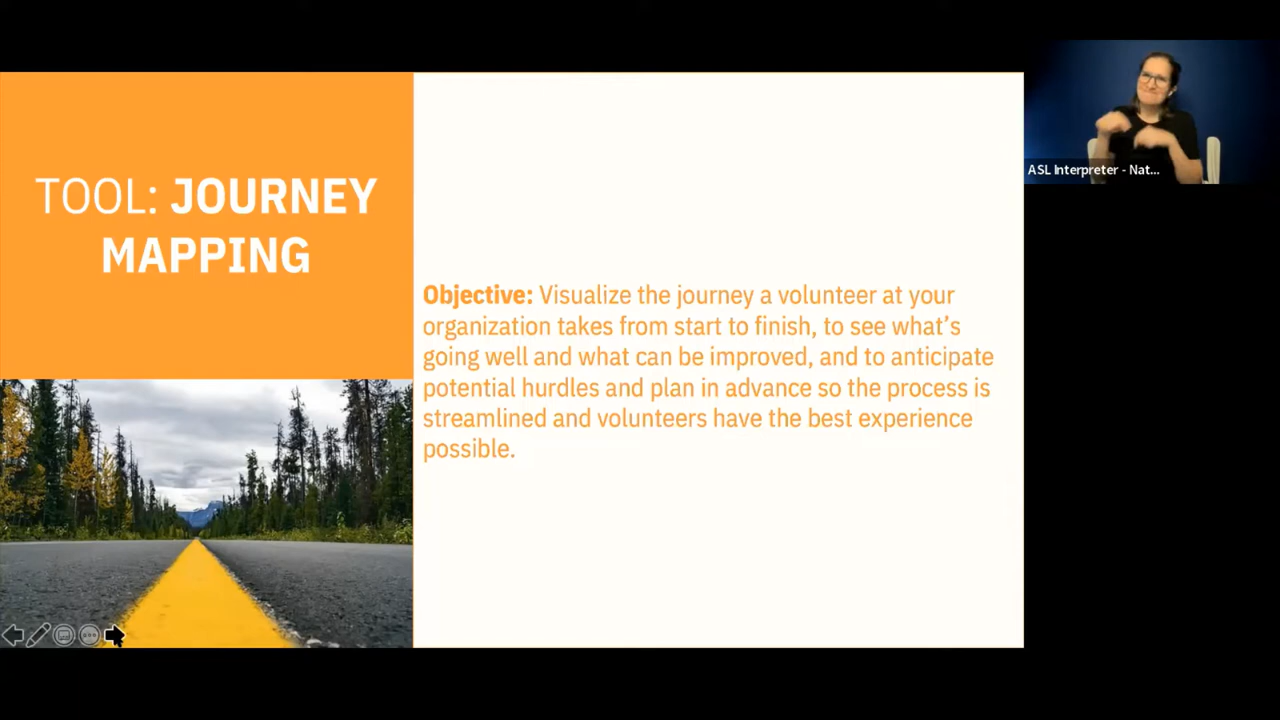 TOOL: JOURNEY
MAPPING
Objective: Visualize the journey a volunteer at your
organization takes from start to finish, to see what's
going well and what can be improved, and to anticipate
potential hurdles and plan in advance so the process is
streamlined and volunteers have the best experience
possible.
ASL Interpreter - Nat...